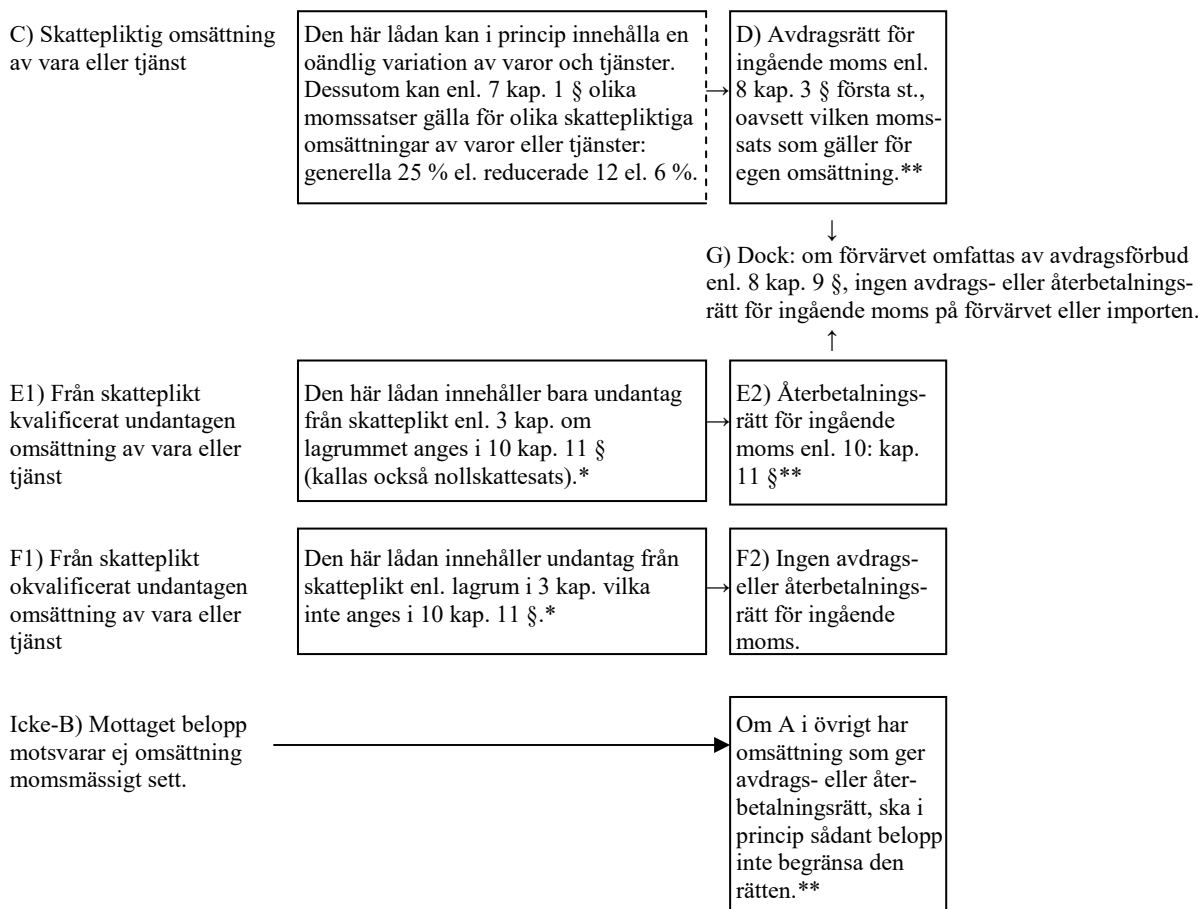 C) Skattepliktig omsättning
av vara eller tjänst
Den här lådan kan i princip innehålla en
oändlig variation av varor och tjänster.
Dessutom kan enl. 7 kap. 1 § olika
momssatser gälla för olika skattepliktiga
omsättningar av varor eller tjänster:
generella 25 % el. reducerade 12 el. 6 %.
→
D) Avdragsrätt för
ingående moms enl.
8 kap. 3 § första st.,
oavsett vilken moms-
sats som gäller för
egen omsättning.**
↓
G) Dock: om förvärvet omfattas av avdragsförbud
enl. 8 kap. 9 §, ingen avdrags- eller återbetalnings-
rätt för ingående moms på förvärvet eller importen.
↑
E1) Från skatteplikt
kvalificerat undantagen
omsättning av vara eller
tjänst
Den här lådan innehåller bara undantag
från skatteplikt enl. 3 kap. om
lagrummet anges i 10 kap. 11 §
(kallas också nollskattesats).*
→
E2) Återbetalnings-
rätt för ingående
moms enl. 10: kap.
11 §**
F1) Från skatteplikt
okvalificerat undantagen
omsättning av vara eller
tjänst
Den här lådan innehåller undantag från
skatteplikt enl. lagrum i 3 kap. vilka
inte anges i 10 kap. 11 §.*
→
F2) Ingen avdrags-
eller återbetalnings-
rätt för ingående
moms.
Icke-B) Mottaget belopp
motsvarar ej omsättning
momsmässigt sett.
Om A i övrigt har
omsättning som ger
avdrags- eller åter-
betalningsrätt, ska i
princip sådant belopp
inte begränsa den
rätten.**